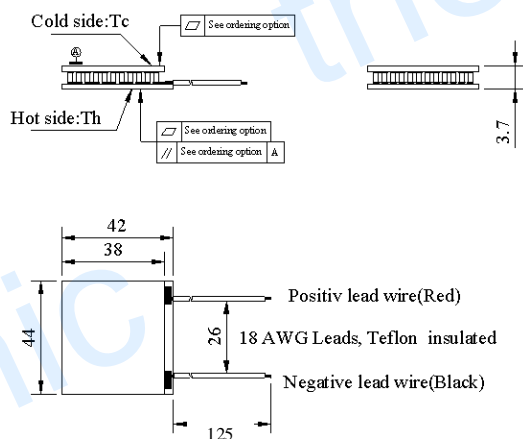 Cold side:Tc
See ordering option
A
Hot side:Th
See ordering option
// See ordering option A
3.7
42
38
44
26
Positiv lead wire(Red)
18 AWG Leads, Teflon insulated
Negative lead wire(Black)
125